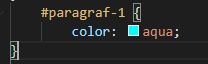 #paragraf-1 {
color: aqua;
}